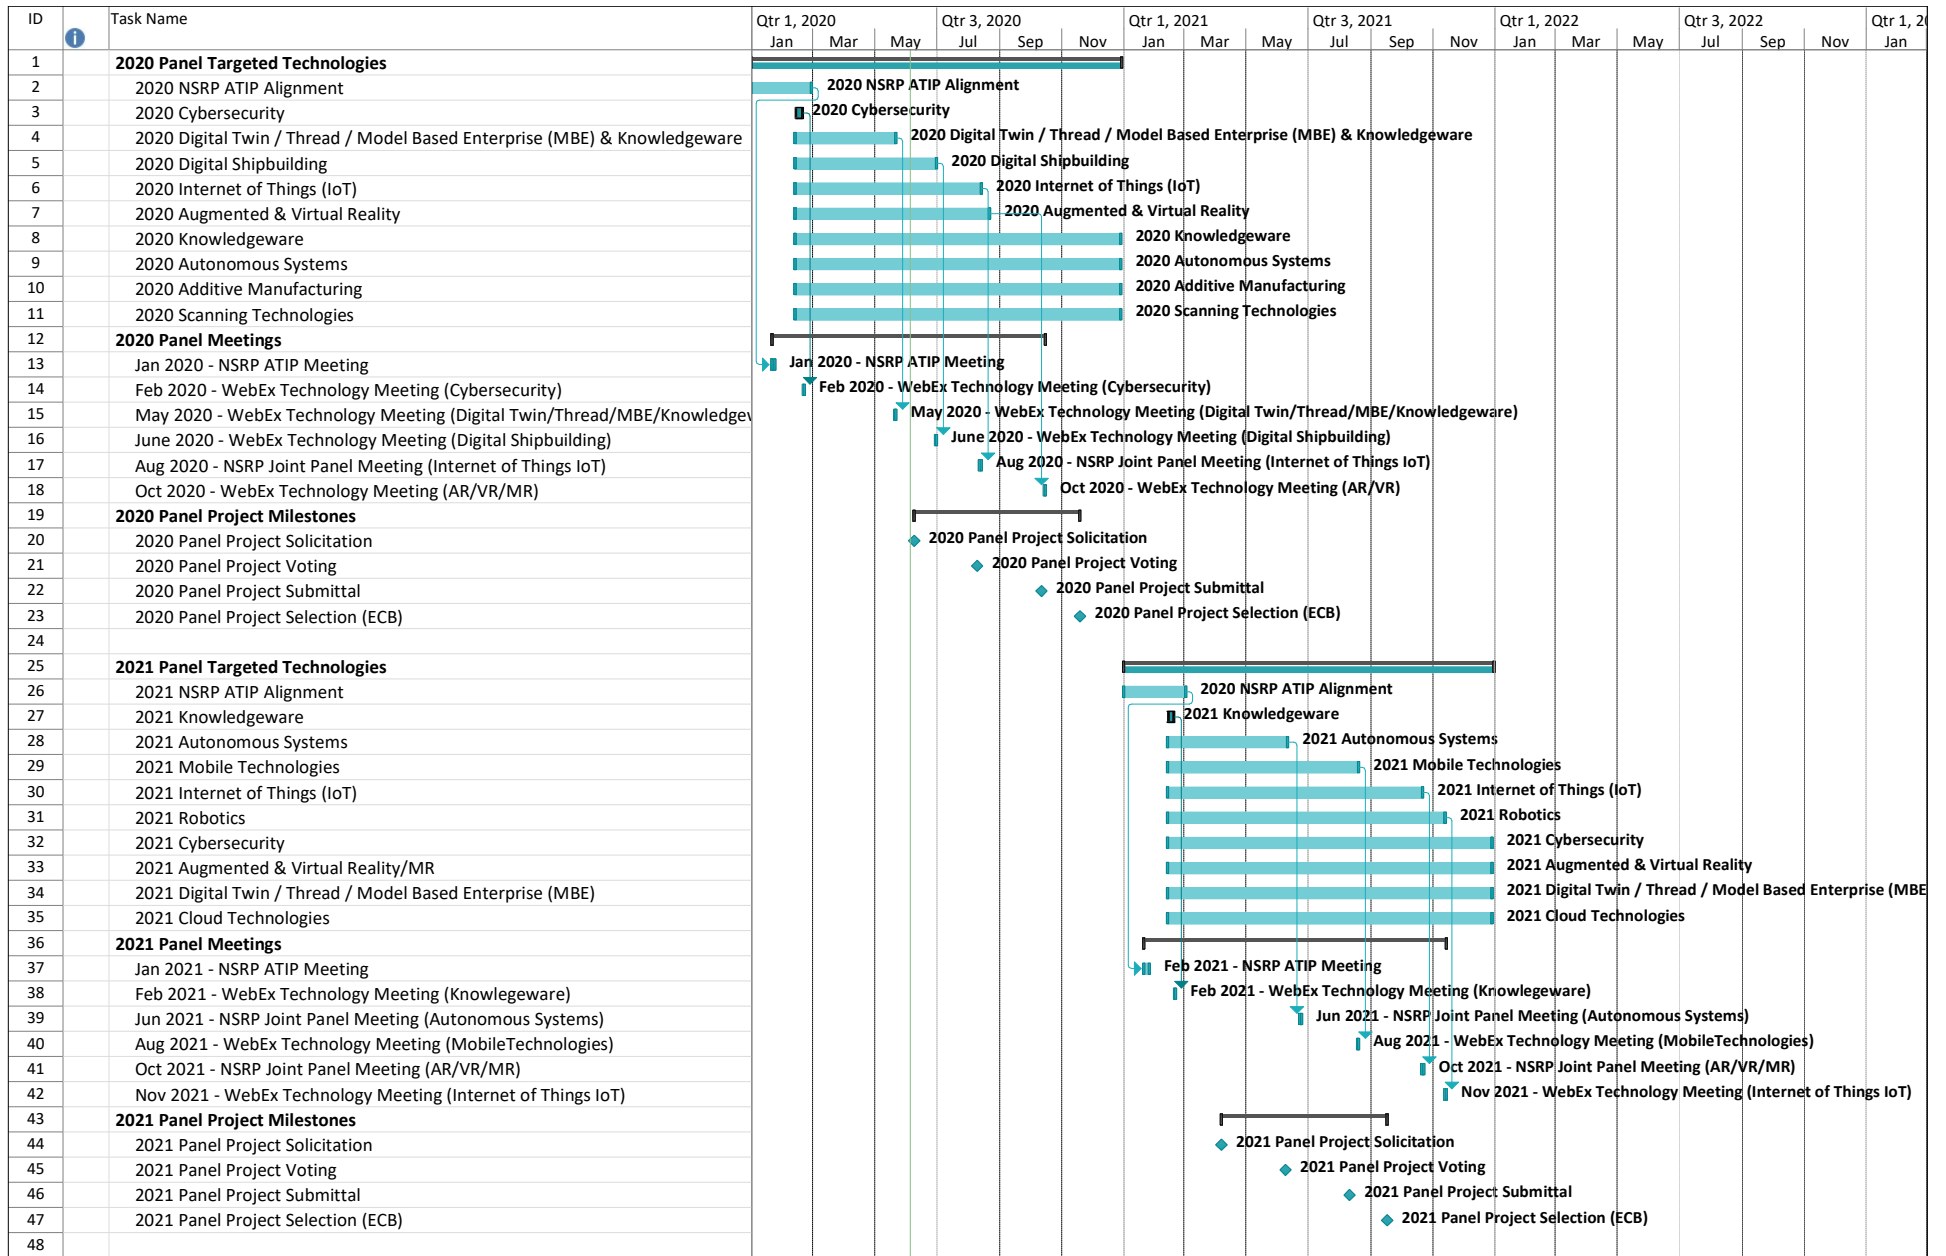 ID Task Name Qtr 1, 2020 Qtr 3, 2020 Qtr 1, 2021 Qtr 3, 2021 Qtr 1, 2022 Qtr 3, 2022 Qtr 1, 20
Jan Mar May Jul Sep Nov Jan Mar May Jul Sep Nov Jan Mar May Jul Sep Nov Jan
1 2020 Panel Targeted Technologies
2 2020 NSRP ATIP Alignment 2020 NSRP ATIP Alignment
3 2020 Cybersecurity 2020 Cybersecurity
4 2020 Digital Twin / Thread / Model Based Enterprise (MBE) & Knowledgeware 2020 Digital Twin / Thread / Model Based Enterprise (MBE) & Knowledgeware
5 2020 Digital Shipbuilding 2020 Digital Shipbuilding
6 2020 Internet of Things (IoT) 2020 Internet of Things (IoT)
7 2020 Augmented & Virtual Reality 2020 Augmented & Virtual Reality
8 2020 Knowledgeware 2020 Knowledgeware
9 2020 Autonomous Systems 2020 Autonomous Systems
10 2020 Additive Manufacturing 2020 Additive Manufacturing
11 2020 Scanning Technologies 2020 Scanning Technologies
12 2020 Panel Meetings
13 Jan 2020 - NSRP ATIP Meeting Jan 2020 - NSRP ATIP Meeting
14 Feb 2020 - WebEx Technology Meeting (Cybersecurity) Feb 2020 - WebEx Technology Meeting (Cybersecurity)
15 May 2020 - WebEx Technology Meeting (Digital Twin/Thread/MBE/Knowledgew May 2020 - WebEx Technology Meeting (Digital Twin/Thread/MBE/Knowledgeware)
16 June 2020 - WebEx Technology Meeting (Digital Shipbuilding) June 2020 - WebEx Technology Meeting (Digital Shipbuilding)
17 Aug 2020 - NSRP Joint Panel Meeting (Internet of Things IoT) Aug 2020 - NSRP Joint Panel Meeting (Internet of Things IoT)
18 Oct 2020 - WebEx Technology Meeting (AR/VR/MR) Oct 2020 - WebEx Technology Meeting (AR/VR)
19 2020 Panel Project Milestones
20 2020 Panel Project Solicitation 2020 Panel Project Solicitation
21 2020 Panel Project Voting 2020 Panel Project Voting
22 2020 Panel Project Submittal 2020 Panel Project Submittal
23 2020 Panel Project Selection (ECB) 2020 Panel Project Selection (ECB)
24
25 2021 Panel Targeted Technologies
26 2021 NSRP ATIP Alignment 2020 NSRP ATIP Alignment
27 2021 Knowledgeware 2021 Knowledgeware
28 2021 Autonomous Systems 2021 Autonomous Systems
29 2021 Mobile Technologies 2021 Mobile Technologies
30 2021 Internet of Things (IoT) 2021 Internet of Things (IoT)
31 2021 Robotics 2021 Robotics
32 2021 Cybersecurity 2021 Cybersecurity
33 2021 Augmented & Virtual Reality/MR 2021 Augmented & Virtual Reality
34 2021 Digital Twin / Thread / Model Based Enterprise (MBE) 2021 Digital Twin / Thread / Model Based Enterprise (MBE
35 2021 Cloud Technologies 2021 Cloud Technologies
36 2021 Panel Meetings
37 Jan 2021 - NSRP ATIP Meeting Feb 2021 - NSRP ATIP Meeting
38 Feb 2021 - WebEx Technology Meeting (Knowlegeware) Feb 2021 - WebEx Technology Meeting (Knowlegeware)
39 Jun 2021 - NSRP Joint Panel Meeting (Autonomous Systems) Jun 2021 - NSRP Joint Panel Meeting (Autonomous Systems)
40 Aug 2021 - WebEx Technology Meeting (MobileTechnologies) Aug 2021 - WebEx Technology Meeting (MobileTechnologies)
41 Oct 2021 - NSRP Joint Panel Meeting (AR/VR/MR) Oct 2021 - NSRP Joint Panel Meeting (AR/VR/MR)
42 Nov 2021 - WebEx Technology Meeting (Internet of Things IoT) Nov 2021 - WebEx Technology Meeting (Internet of Things IoT)
43 2021 Panel Project Milestones
44 2021 Panel Project Solicitation 2021 Panel Project Solicitation
45 2021 Panel Project Voting 2021 Panel Project Voting
46 2021 Panel Project Submittal 2021 Panel Project Submittal
47 2021 Panel Project Selection (ECB) 2021 Panel Project Selection (ECB)
48